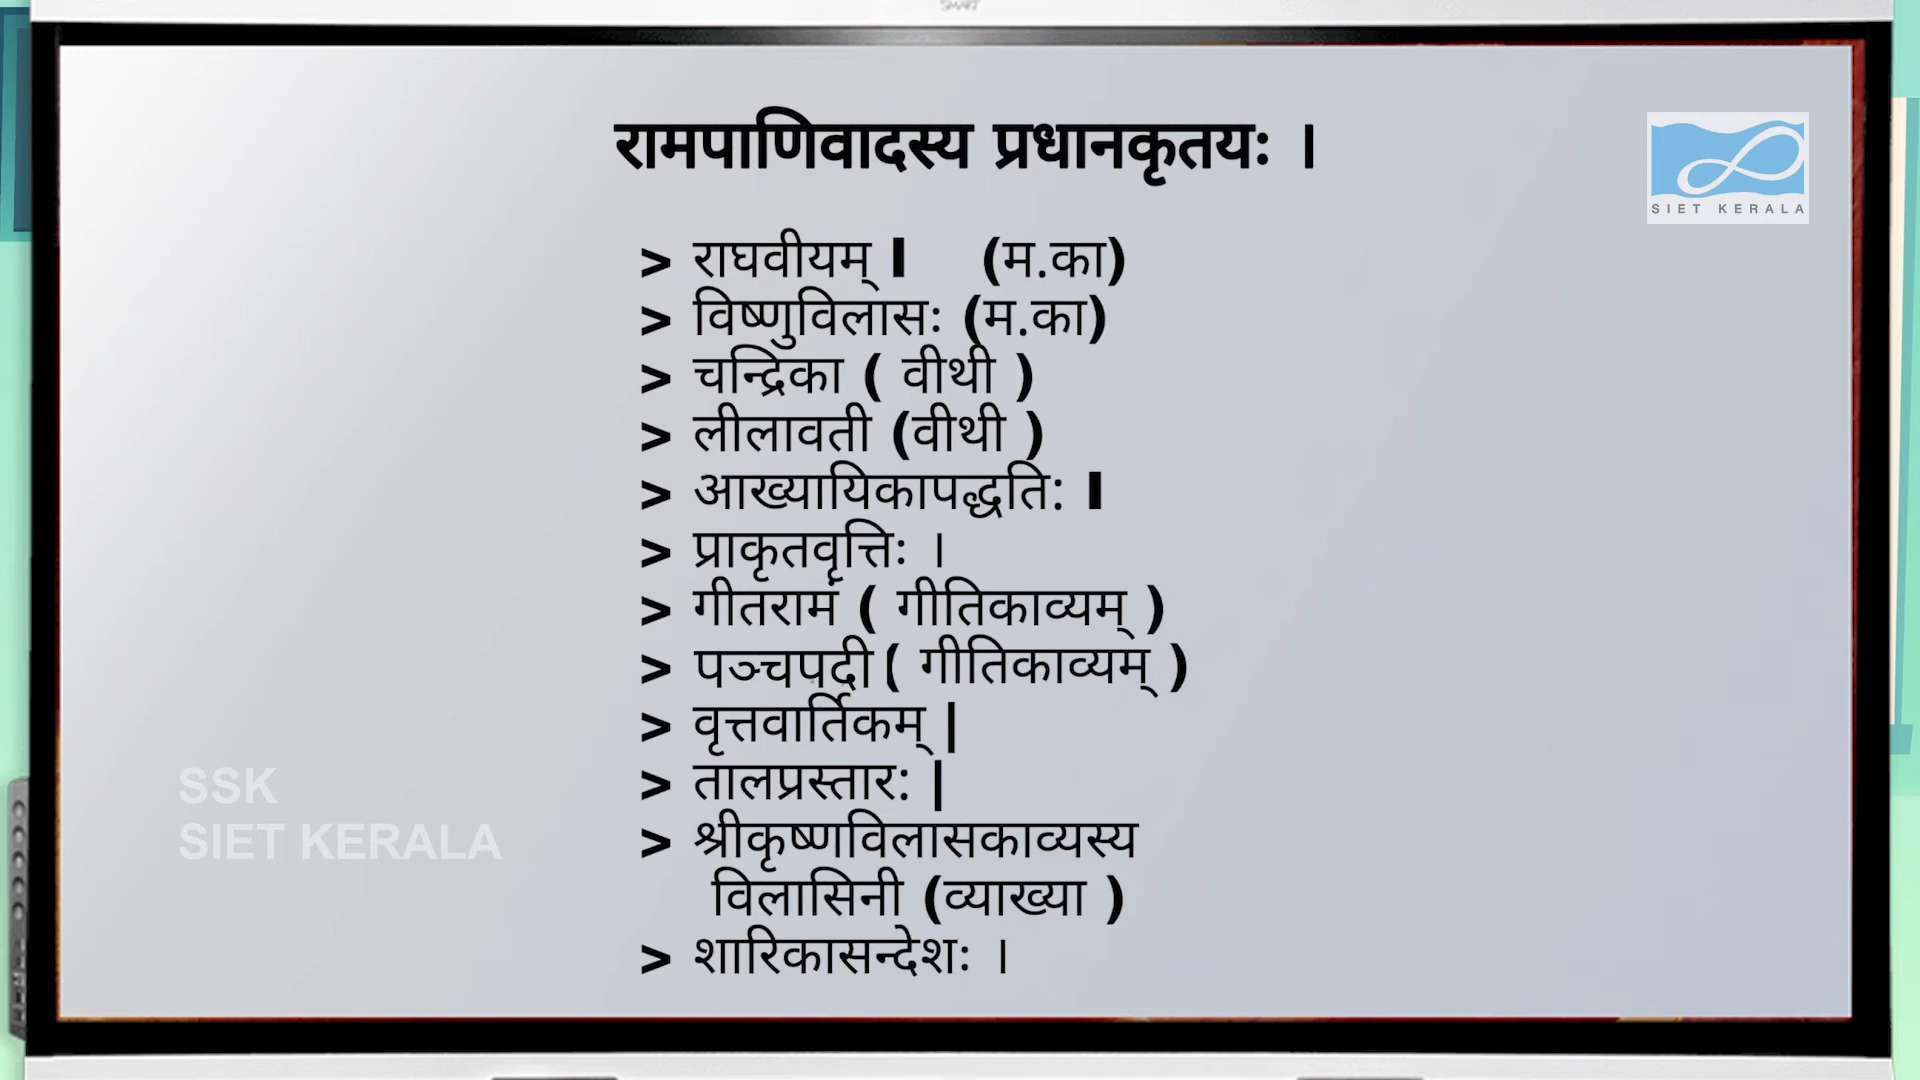 SMART
रामपाणिवादस्य प्रधानकृतयः ।
SIET KERALA
> राघवीयम् I (म.का)
> विष्णुविलासः (म.का)
> चन्द्रिका ( वीथी )
> लीलावती (वीथी )
> आख्यायिकापद्धति: I
> प्राकृतवृत्तिः ।
> गीतरामं ( गीतिकाव्यम् )
> पञ्चपदी ( गीतिकाव्यम् )
> वृत्तवार्तिकम् |
> तालप्रस्तार: |
> श्रीकृष्णविलासकाव्यस्य
विलासिनी (व्याख्या )
> शारिकासन्देशः ।
SSK
SIET KERALA